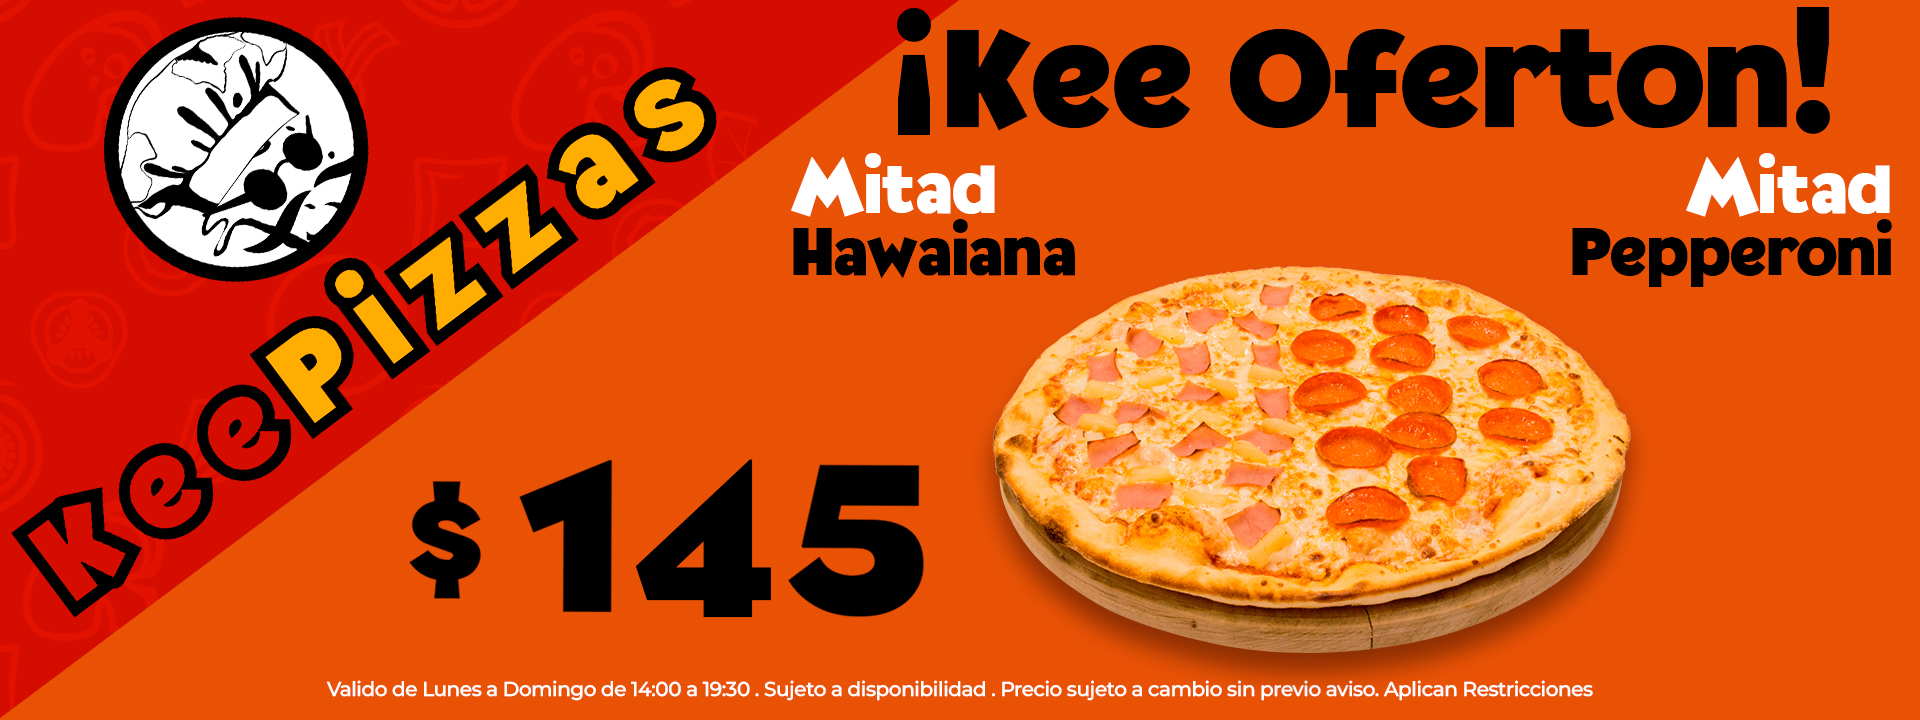 KeePizzas
¡Kee Oferton!
Mitad
Hawaiana
Mitad
Pepperoni
$ 145
Valido de Lunes a Domingo de 14:00 a 19:30 . Sujeto a disponibilidad . Precio sujeto a cambio sin previo aviso. Aplican Restricciones